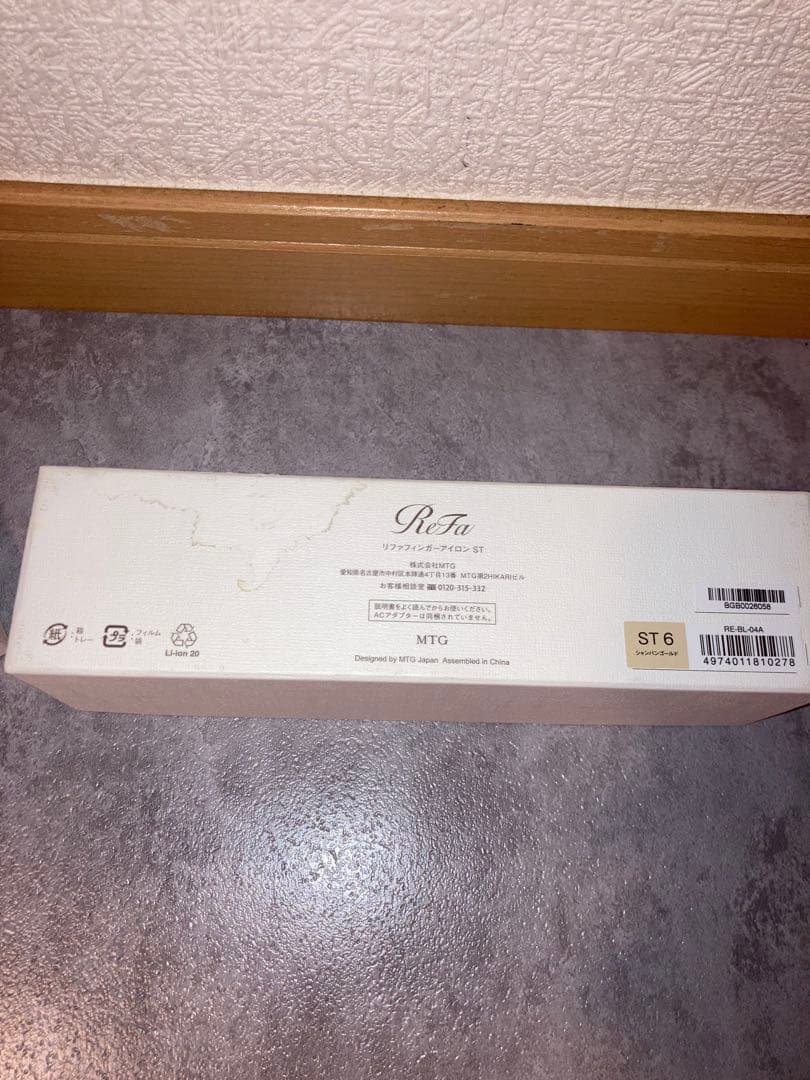 ReFa
リファフィンガーアイロン ST
株式会社MTG
愛知県名古屋市中村区本陣通4丁目13番 MTG第2HIKARIビル
お客様相談室 0120-315-332
説明書をよく読んでからお使いください。
ACアダプターは同梱されていません。
MTG
Designed by MTG Japan Assembled in China
紙
:箱
:トレー
プラ
:フィルム
袋
Li-ion 20
BGB0026058
ST 6
シャンパンゴールド
RE-BL-04A
4974011810278